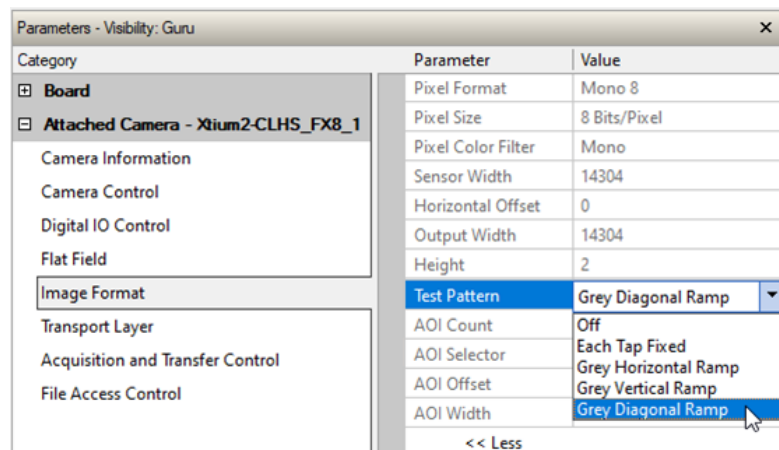 Parameters - Visibility: Guru
Category
Board
Attached Camera - Xtium2-CLHS_FX8_1
Camera Information
Camera Control
Digital IO Control
Flat Field
Image Format
Transport Layer
Acquisition and Transfer Control
File Access Control
Parameter Value
Pixel Format Mono 8
Pixel Size 8 Bits/Pixel
Pixel Color Filter Mono
Sensor Width 14304
Horizontal Offset 0
Output Width 14304
Height 2
Test Pattern Grey Diagonal Ramp
AOI Count
AOI Selector
AOI Offset
AOI Width
Off
Each Tap Fixed
Grey Horizontal Ramp
Grey Vertical Ramp
Grey Diagonal Ramp
<< Less